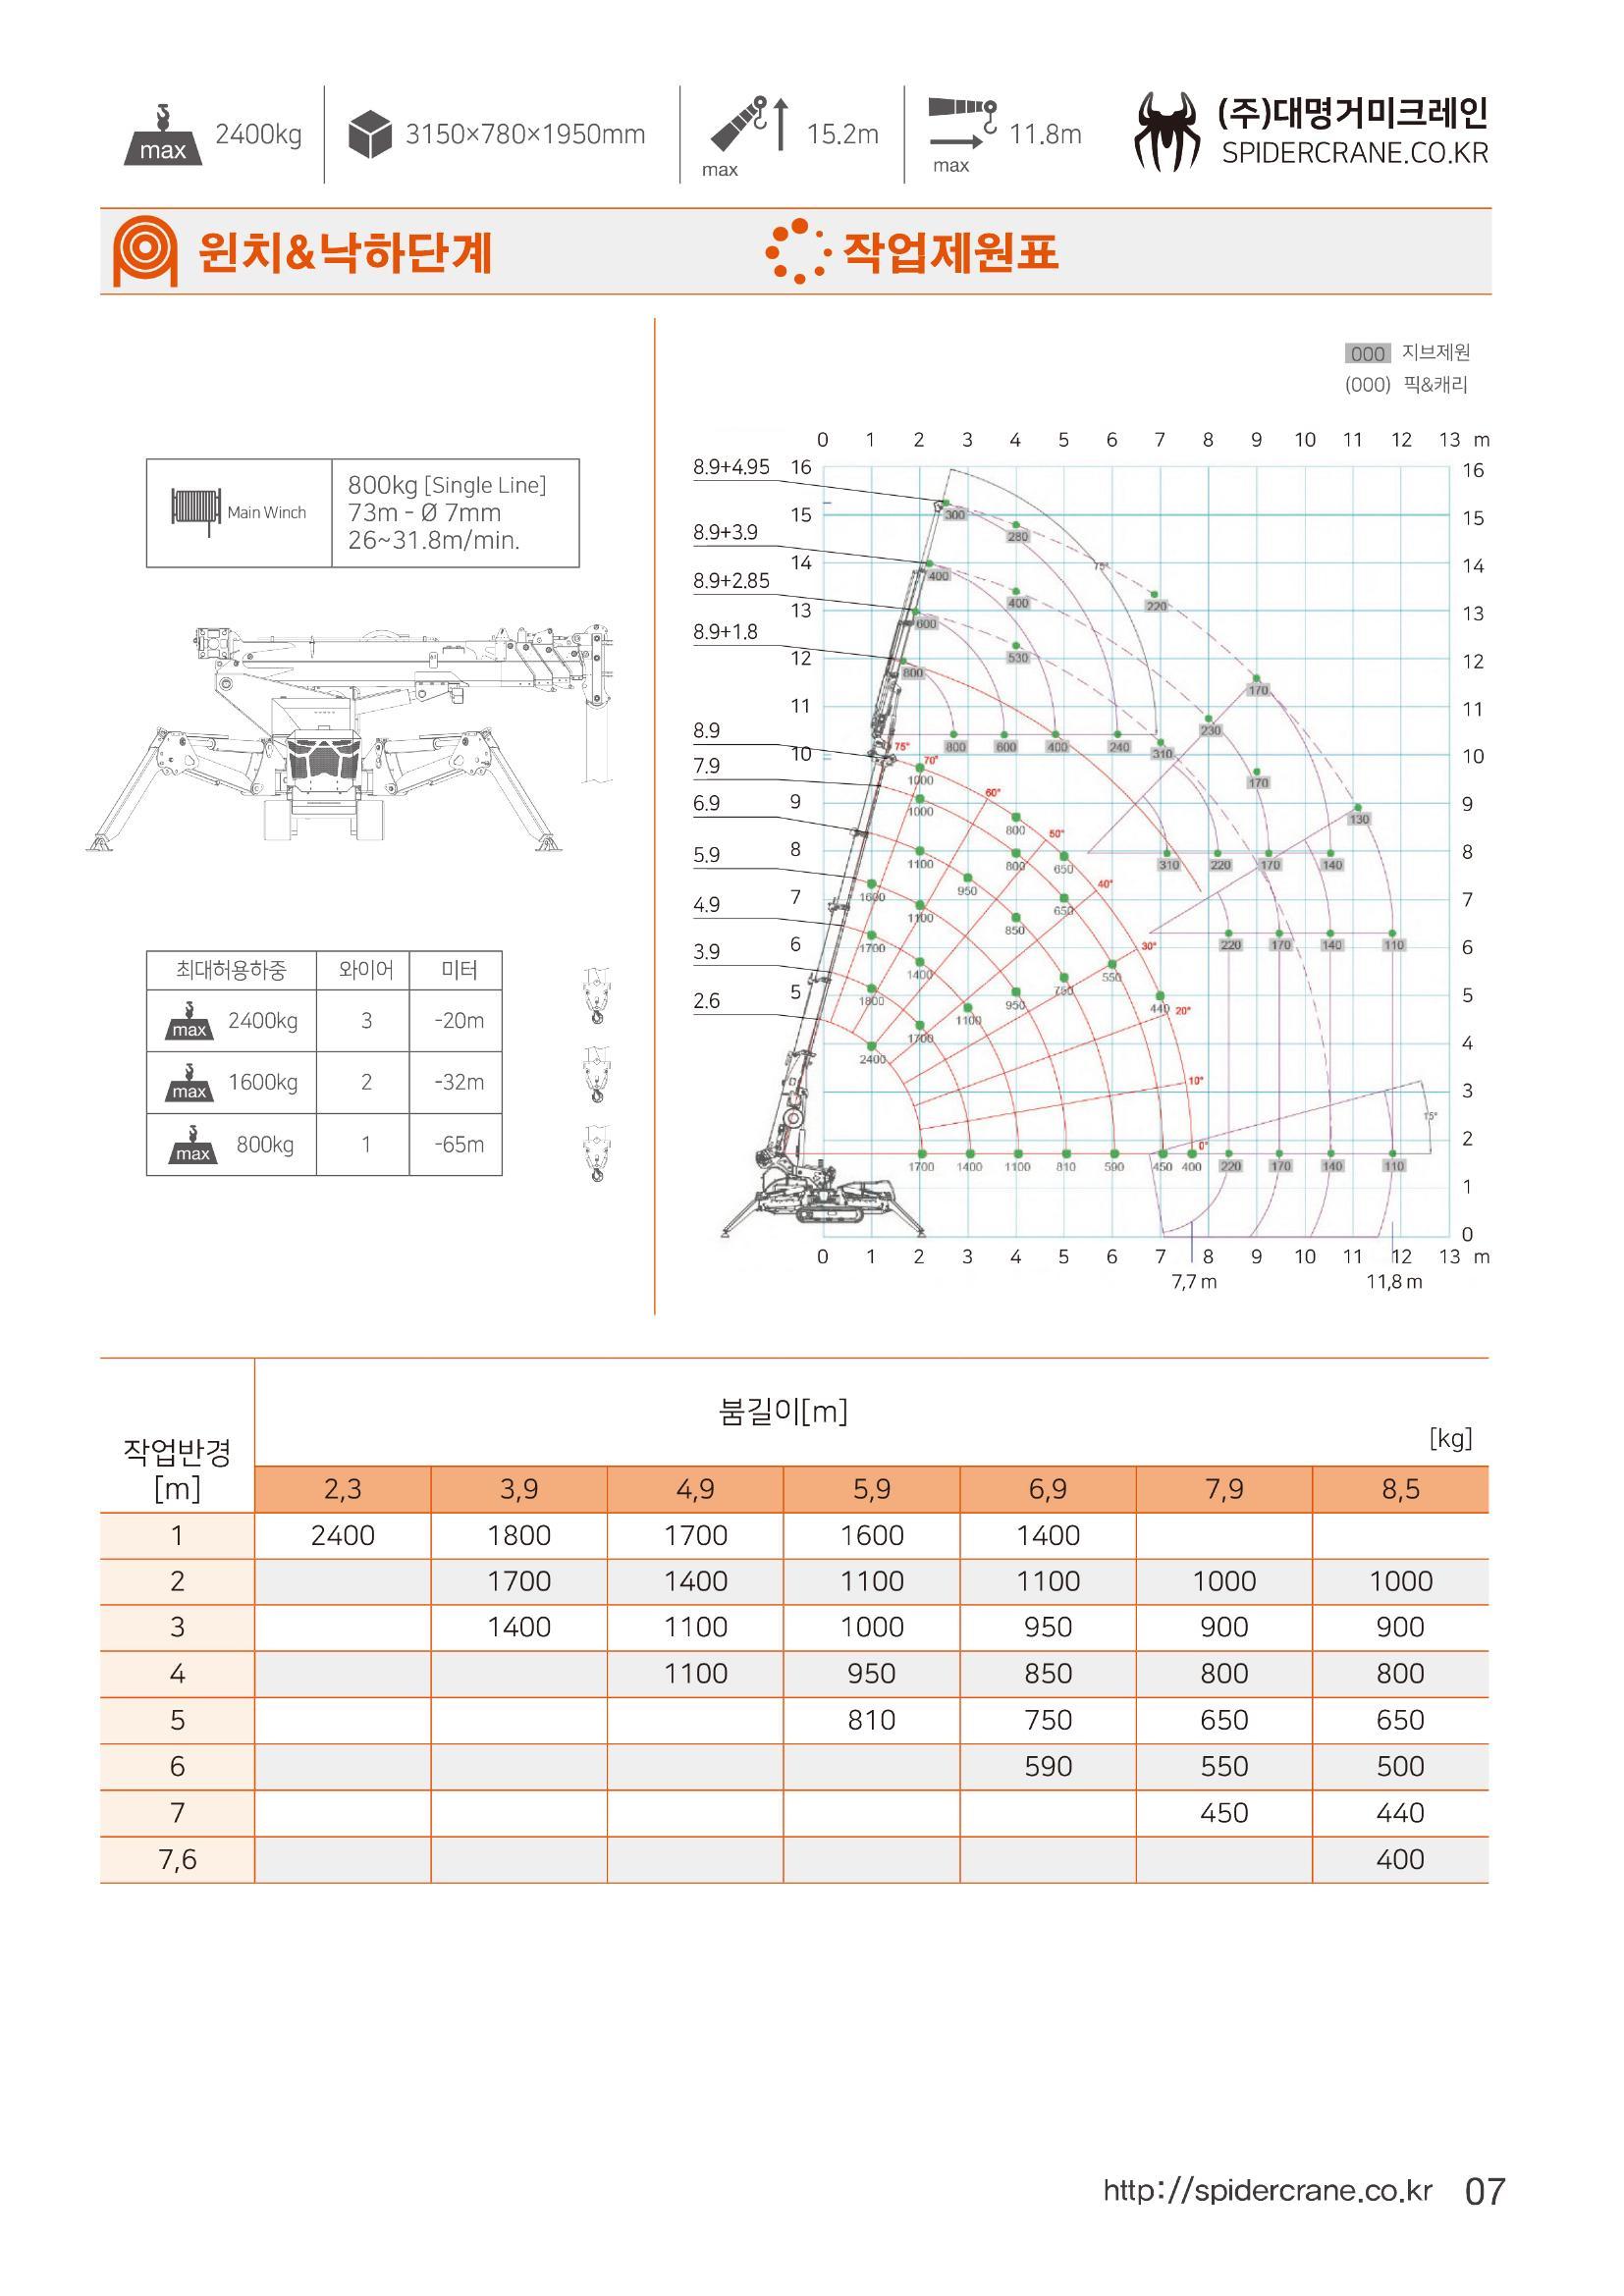 max 2400kg
3150×780×1950mm
max 15.2m
max 11.8m
(주)대명거미크레인
SPIDERCRANE.CO.KR
윈치&낙하단계
작업제원표
Main Winch
800kg [Single Line]
73m - Ø 7mm
26~31.8m/min.
최대허용하중 와이어 미터
max 2400kg 3 -20m
max 1600kg 2 -32m
max 800kg 1 -65m
000 지브제원
(000) 픽&캐리
0 1 2 3 4 5 6 7 8 9 10 11 12 13 m
8.9+4.95
8.9+3.9
8.9+2.85
8.9+1.8
8.9
7.9
6.9
5.9
4.9
3.9
2.6
16
15
14
13
12
11
10
9
8
7
6
5
16
15
14
13
12
11
10
9
8
7
6
5
4
3
2
1
0
300
280
75°
400
400
220
600
530
800
170
230
800 600 400 240 310
75°
70°
1000
170
60°
1000
130
800
50°
1100
800
650
310 220 170 140
40°
1600
950
650
1100
850
1700
30°
220 170 140 110
1400
750
550
1800
950
440
20°
1100
1700
2400
10°
15°
0°
1700 1400 1100 810 590 450 400 220 170 140 110
0 1 2 3 4 5 6 7 8 9 10 11 12 13 m
7,7 m 11,8 m
작업반경
[m]
붐길이[m]
[kg]
2,3 3,9 4,9 5,9 6,9 7,9 8,5
1 2400 1800 1700 1600 1400
2 1700 1400 1100 1100 1000 1000
3 1400 1100 1000 950 900 900
4 1100 950 850 800 800
5 810 750 650 650
6 590 550 500
7 450 440
7,6 400
http://spidercrane.co.kr 07